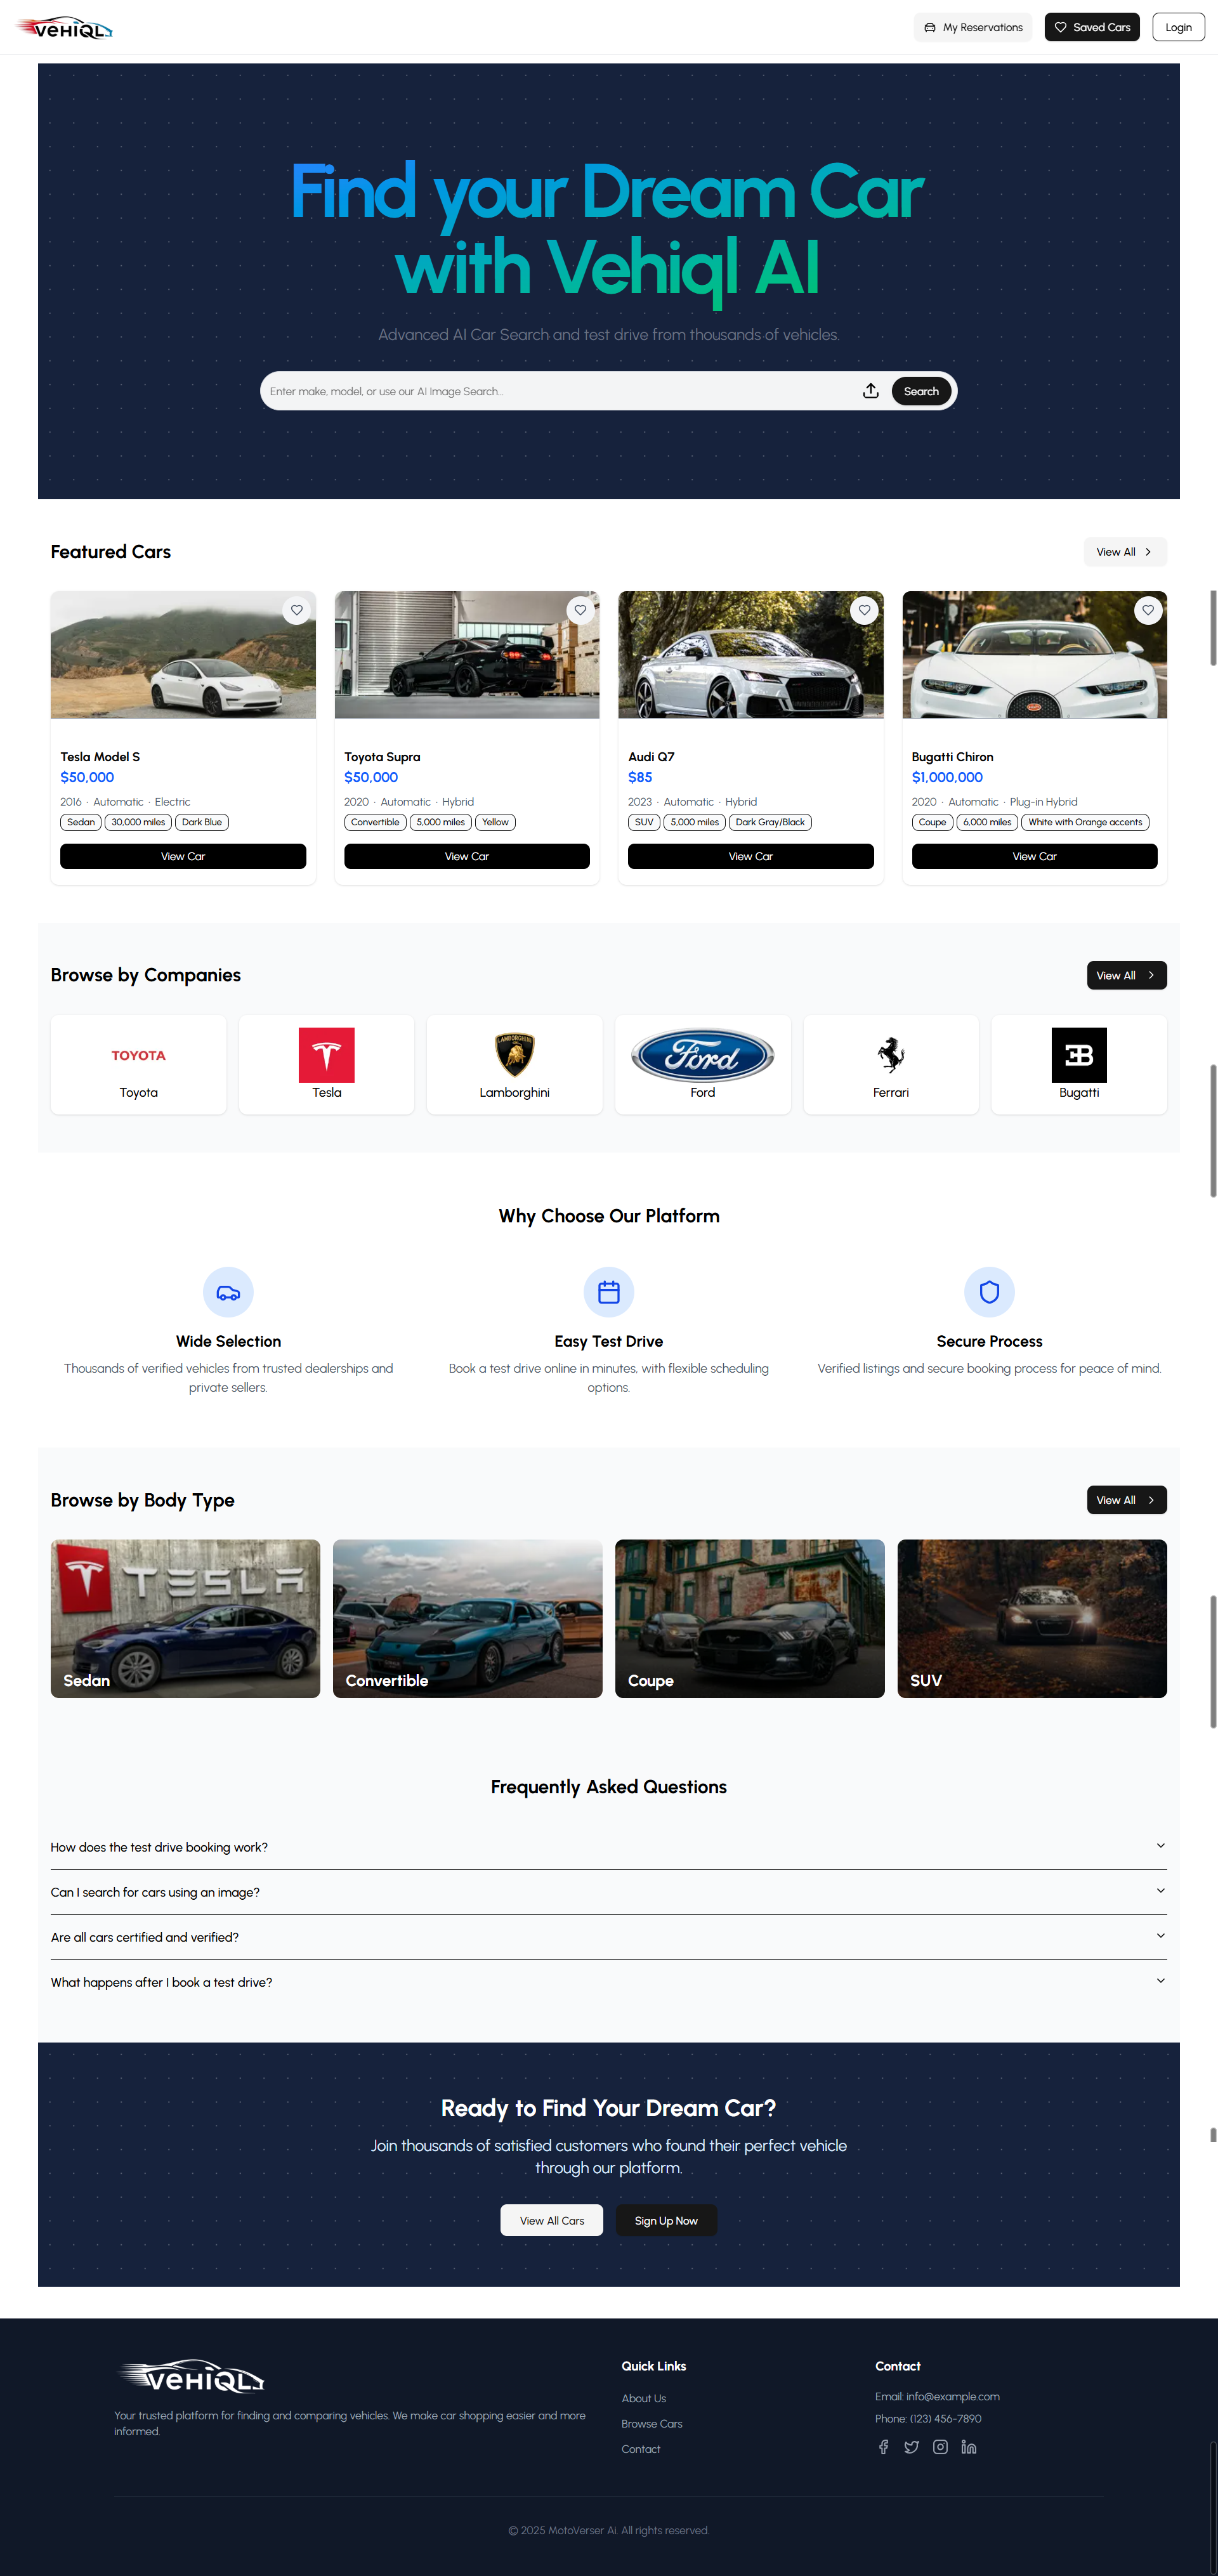 VEHIQL
My Reservations
Saved Cars
Login
Find your Dream Car
with Vehiql AI
Advanced AI Car Search and test drive from thousands of vehicles.
Enter make, model, or use our AI Image Search...
Search
Featured Cars
View All
Tesla Model S
$50,000
2016 · Automatic · Electric
Sedan 30,000 miles Dark Blue
View Car
Toyota Supra
$50,000
2020 · Automatic · Hybrid
Convertible 5,000 miles Yellow
View Car
Audi Q7
$85
2023 · Automatic · Hybrid
SUV 5,000 miles Dark Gray/Black
View Car
Bugatti Chiron
$1,000,000
2020 · Automatic · Plug-in Hybrid
Coupe 6,000 miles White with Orange accents
View Car
Browse by Companies
View All
TOYOTA
Toyota
Tesla
LAMBORGHINI
Lamborghini
Ford
Ford
Ferrari
EB
Bugatti
Why Choose Our Platform
Wide Selection
Thousands of verified vehicles from trusted dealerships and
private sellers.
Easy Test Drive
Book a test drive online in minutes, with flexible scheduling
options.
Secure Process
Verified listings and secure booking process for peace of mind.
Browse by Body Type
View All
TESLA
Sedan
Convertible
Coupe
SUV
Frequently Asked Questions
How does the test drive booking work?
Can I search for cars using an image?
Are all cars certified and verified?
What happens after I book a test drive?
Ready to Find Your Dream Car?
Join thousands of satisfied customers who found their perfect vehicle
through our platform.
View All Cars
Sign Up Now
VEHIQL
Your trusted platform for finding and comparing vehicles. We make car shopping easier and more
informed.
Quick Links
About Us
Browse Cars
Contact
Contact
Email: info@example.com
Phone: (123) 456-7890
© 2025 MotoVerser Ai. All rights reserved.